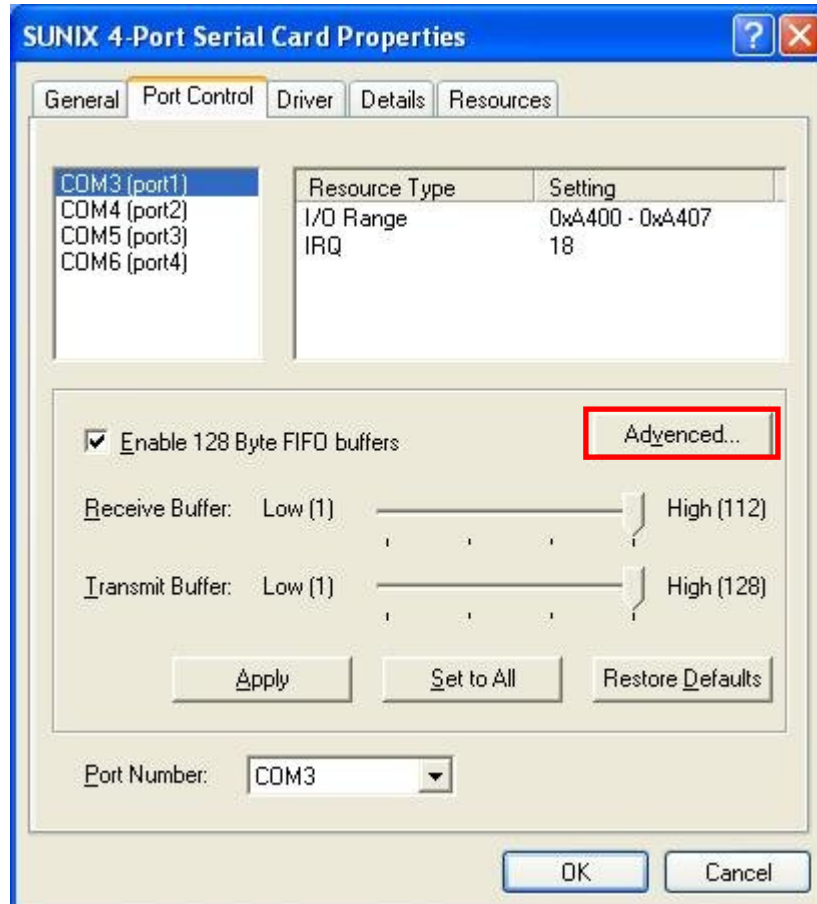 SUNIX 4-Port Serial Card Properties
General Port Control Driver Details Resources
COM3 (port1)
COM4 (port2)
COM5 (port3)
COM6 (port4)
Resource Type Setting
I/O Range 0xA400 - 0xA407
IRQ 18
Enable 128 Byte FIFO buffers Advenced...
Receive Buffer: Low (1) High (112)
Transmit Buffer: Low (1) High (128)
Apply Set to All Restore Defaults
Port Number: COM3
OK Cancel